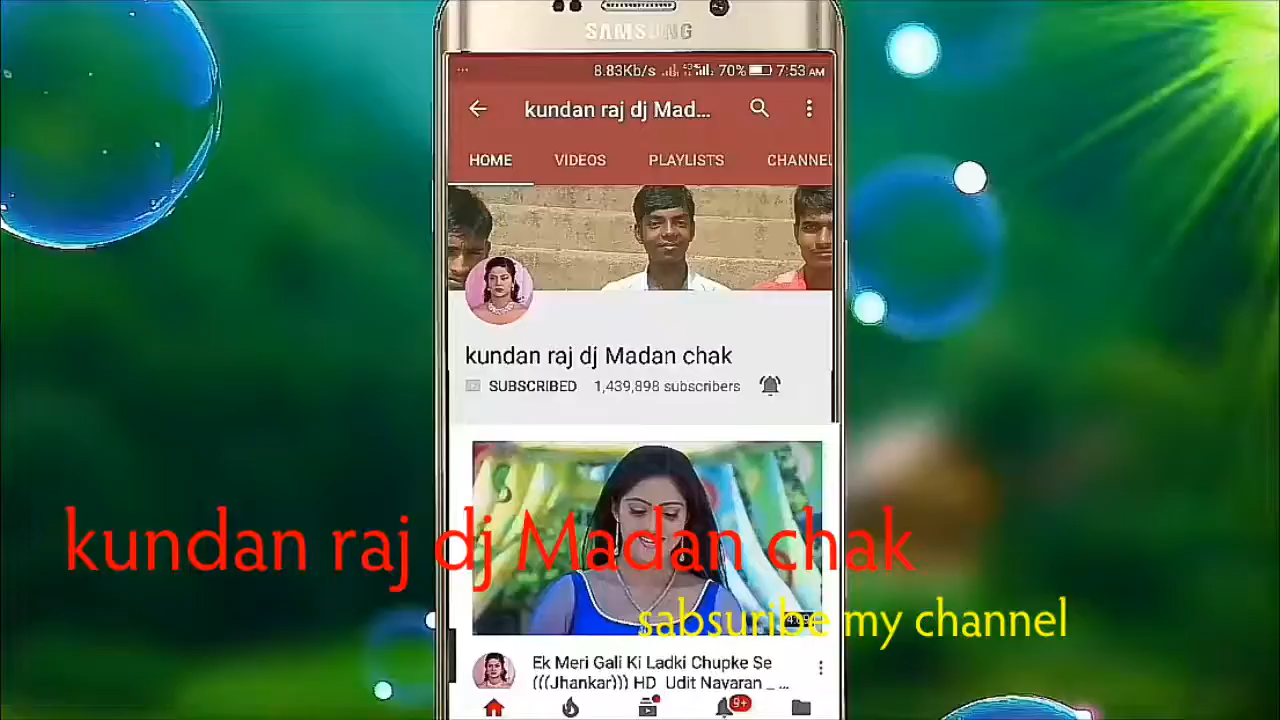 SAMSUNG
8.83Kb/s 70% 7:53 AM
kundan raj dj Mad...
HOME VIDEOS PLAYLISTS CHANNEL
kundan raj dj Madan chak
SUBSCRIBED 1,439,898 subscribers
kundan raj dj Madan chak
sabsuribe my channel
Ek Meri Gali Ki Ladki Chupke Se
(((Jhankar))) HD Udit Narayan _ ...
9+